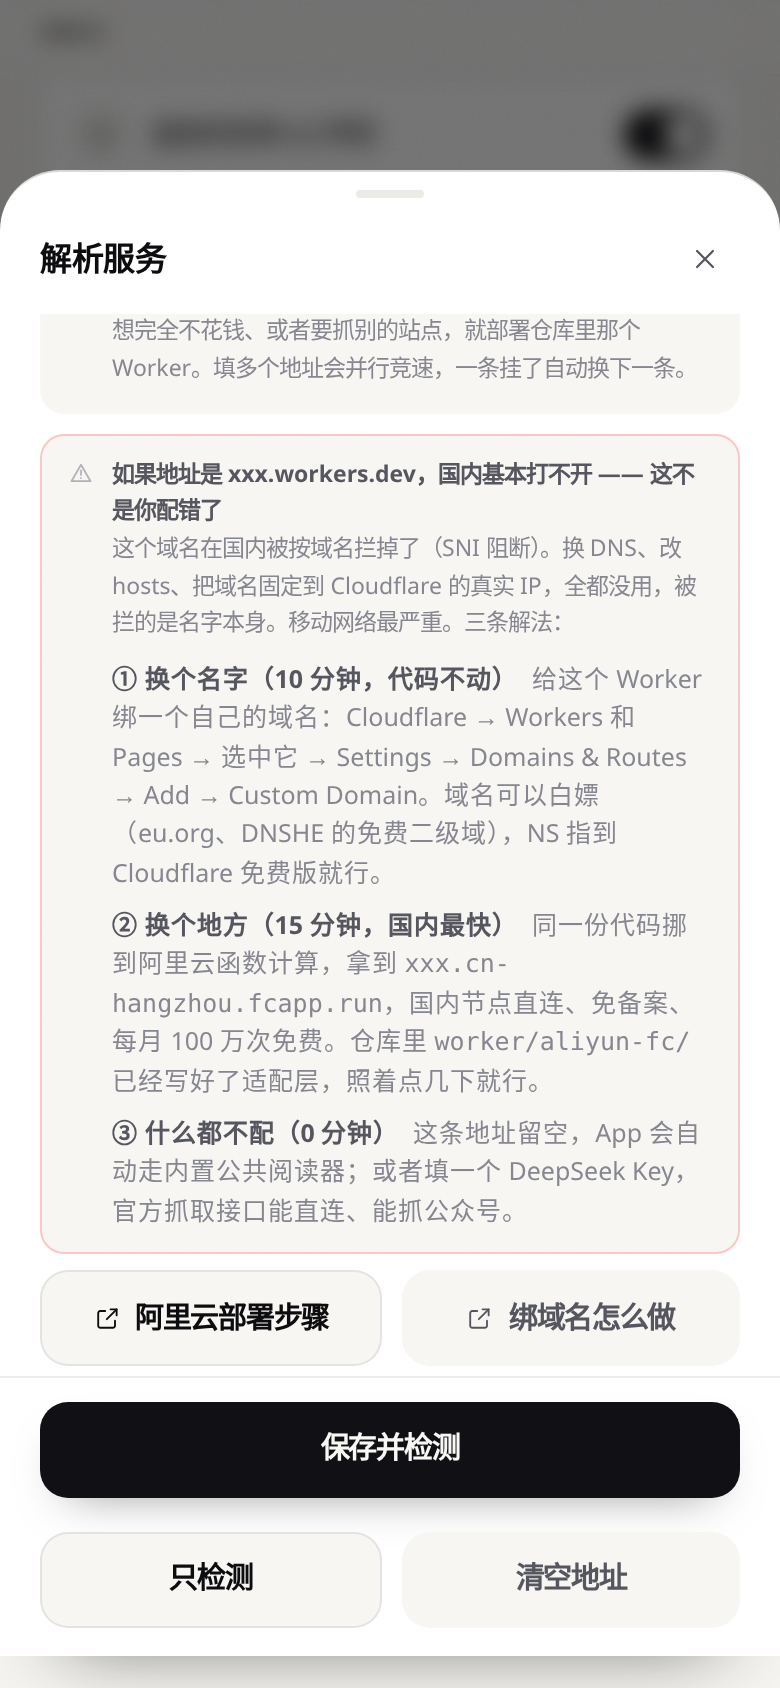 解析服务
想完全不花钱、或者要抓别的站点，就部署仓库里那个
Worker。填多个地址会并行竞速，一条挂了自动换下一条。
如果地址是 xxx.workers.dev，国内基本打不开 —— 这不
是你配错了
这个域名在国内被按域名拦掉了（SNI 阻断）。换 DNS、改
hosts、把域名固定到 Cloudflare 的真实 IP，全都没用，被
拦的是名字本身。移动网络最严重。三条解法：
① 换个名字（10 分钟，代码不动） 给这个 Worker
绑一个自己的域名：Cloudflare → Workers 和
Pages → 选中它 → Settings → Domains & Routes
→ Add → Custom Domain。域名可以白嫖
（eu.org、DNSHE 的免费二级域），NS 指到
Cloudflare 免费版就行。
② 换个地方（15 分钟，国内最快） 同一份代码挪
到阿里云函数计算，拿到 xxx.cn-
hangzhou.fcapp.run，国内节点直连、免备案、
每月 100 万次免费。仓库里 worker/aliyun-fc/
已经写好了适配层，照着点几下就行。
③ 什么都不配（0 分钟） 这条地址留空，App 会自
动走内置公共阅读器；或者填一个 DeepSeek Key，
官方抓取接口能直连、能抓公众号。
阿里云部署步骤
绑域名怎么做
保存并检测
只检测
清空地址